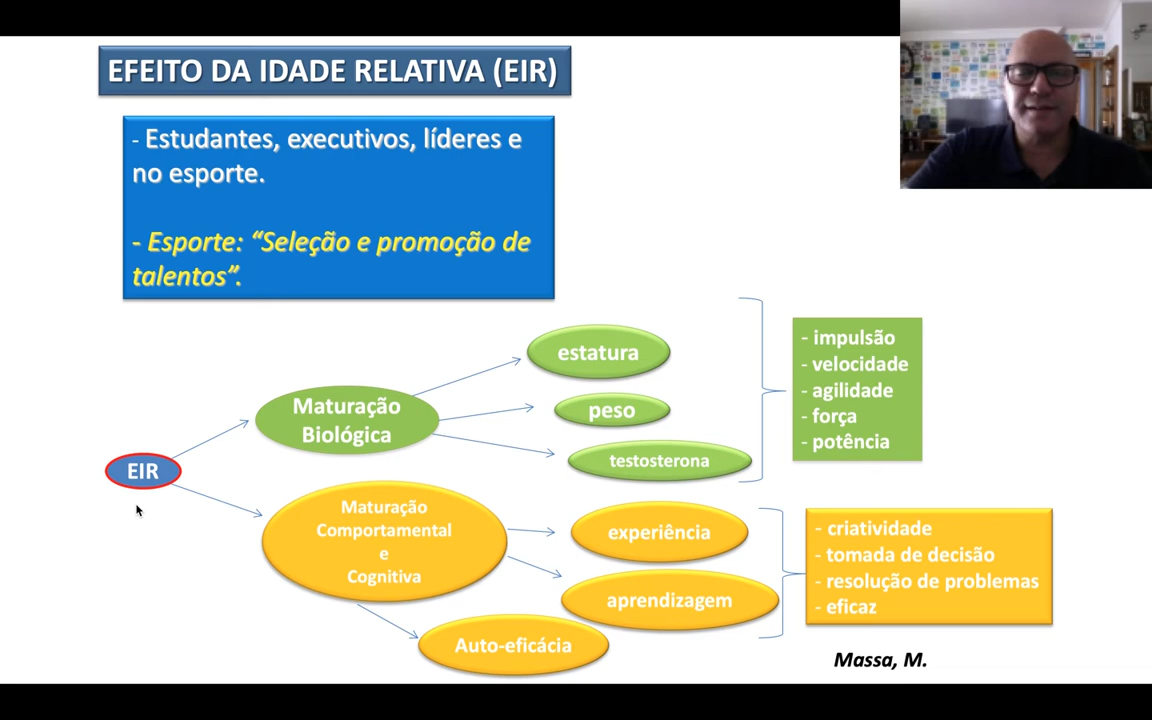 EFEITO DA IDADE RELATIVA (EIR)
- Estudantes, executivos, líderes e
no esporte.
- Esporte: “Seleção e promoção de
talentos”.
estatura
Maturação
Biológica
peso
testosterona
- impulsão
- velocidade
- agilidade
- força
- potência
EIR
Maturação
Comportamental
e
Cognitiva
experiência
aprendizagem
Auto-eficácia
- criatividade
- tomada de decisão
- resolução de problemas
- eficaz
Massa, M.